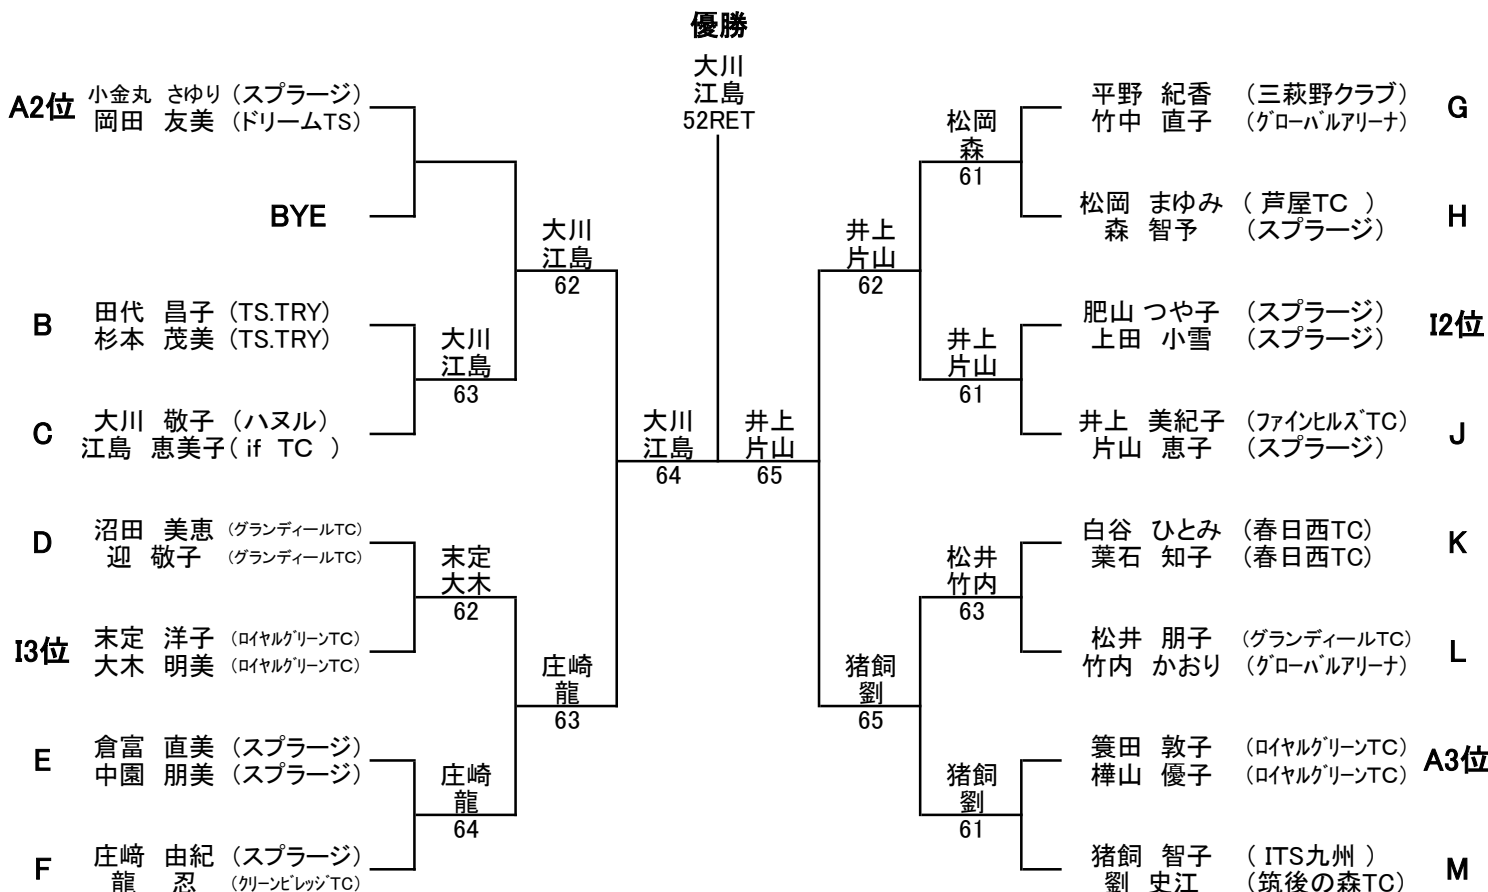 優勝
大川
江島
52RET
A2位
小金丸 さゆり (スプラージ)
岡田 友美 (ドリームTS)
BYE
B
田代 昌子 (TS.TRY)
杉本 茂美 (TS.TRY)
C
大川 敬子 (ハヌル)
江島 恵美子( if TC )
D
沼田 美恵 (グランディールTC)
迎 敬子 (グランディールTC)
I3位
末定 洋子 (ロイヤルグリーンTC)
大木 明美 (ロイヤルグリーンTC)
E
倉富 直美 (スプラージ)
中園 朋美 (スプラージ)
F
庄﨑 由紀 (スプラージ)
龍 忍 (クリーンビレッジTC)
大川
江島
63
末定
大木
62
庄崎
龍
64
大川
江島
62
庄崎
龍
63
大川
江島
64
井上
片山
65
井上
片山
62
猪飼
劉
65
松岡
森
61
井上
片山
61
松井
竹内
63
猪飼
劉
61
平野 紀香 (三萩野クラブ)
竹中 直子 (グローバルアリーナ)
G
松岡 まゆみ ( 芦屋TC )
森 智予 (スプラージ)
H
肥山 つや子 (スプラージ)
上田 小雪 (スプラージ)
I2位
井上 美紀子 (ファインヒルズTC)
片山 恵子 (スプラージ)
J
白谷 ひとみ (春日西TC)
葉石 知子 (春日西TC)
K
松井 朋子 (グランディールTC)
竹内 かおり (グローバルアリーナ)
L
簑田 敦子 (ロイヤルグリーンTC)
樺山 優子 (ロイヤルグリーンTC)
A3位
猪飼 智子 ( ITS九州 )
劉 史江 (筑後の森TC)
M